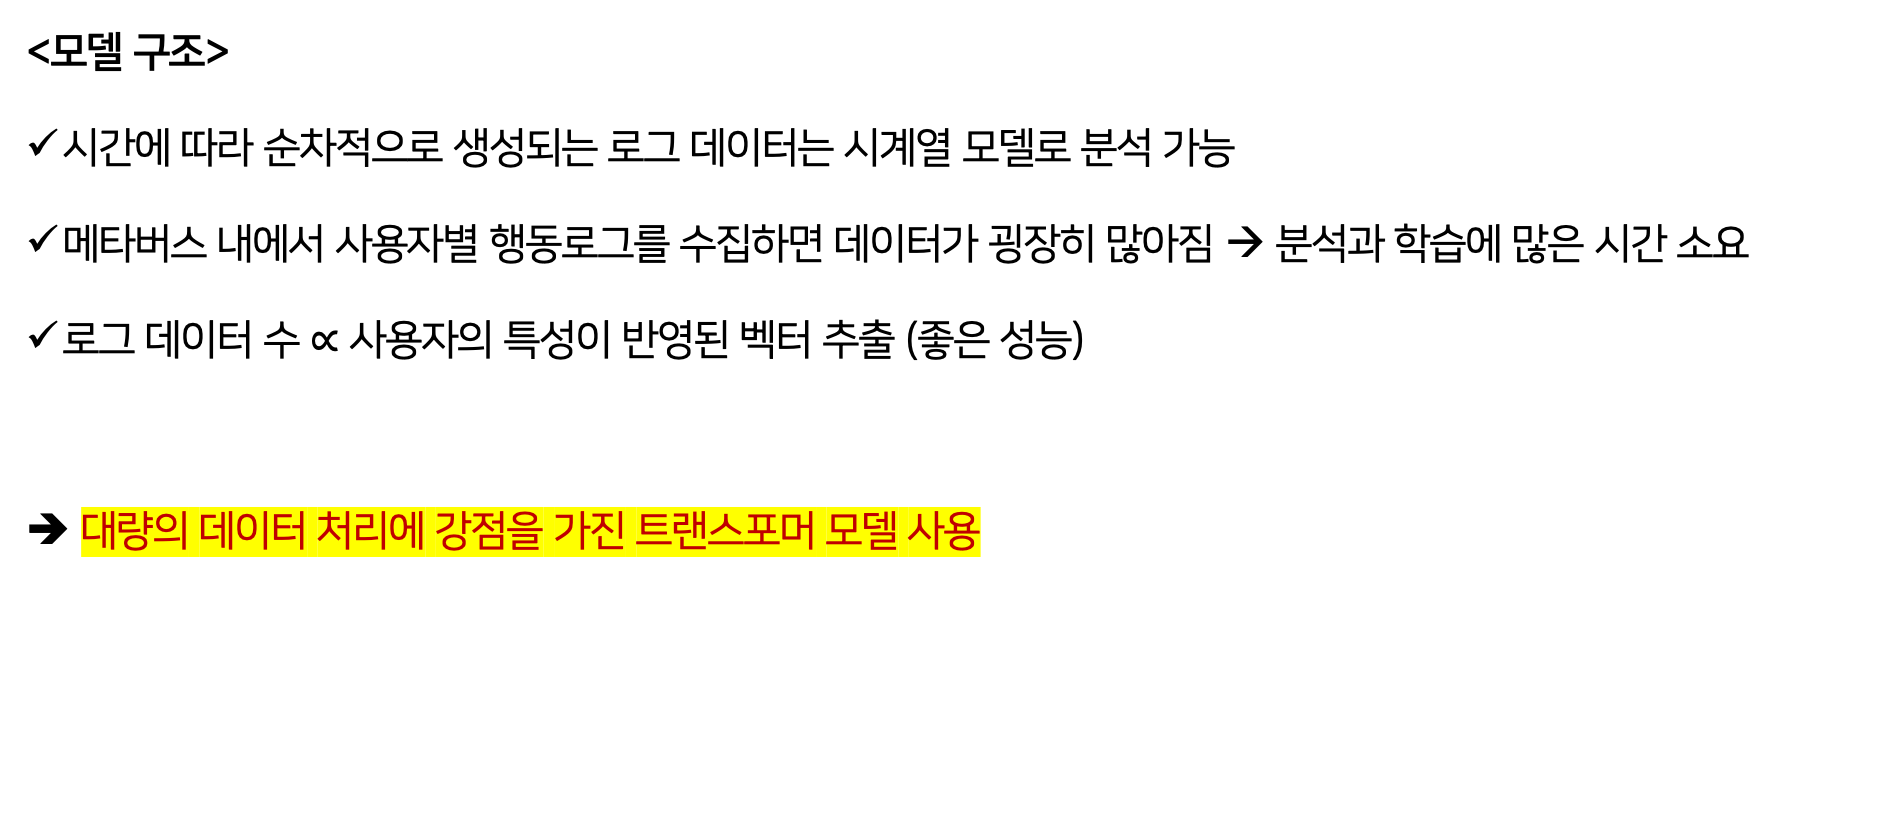 <모델 구조>
✓시간에 따라 순차적으로 생성되는 로그 데이터는 시계열 모델로 분석 가능
✓메타버스 내에서 사용자별 행동로그를 수집하면 데이터가 굉장히 많아짐 → 분석과 학습에 많은 시간 소요
✓로그 데이터 수 ∝ 사용자의 특성이 반영된 벡터 추출 (좋은 성능)
→ 대량의 데이터 처리에 강점을 가진 트랜스포머 모델 사용